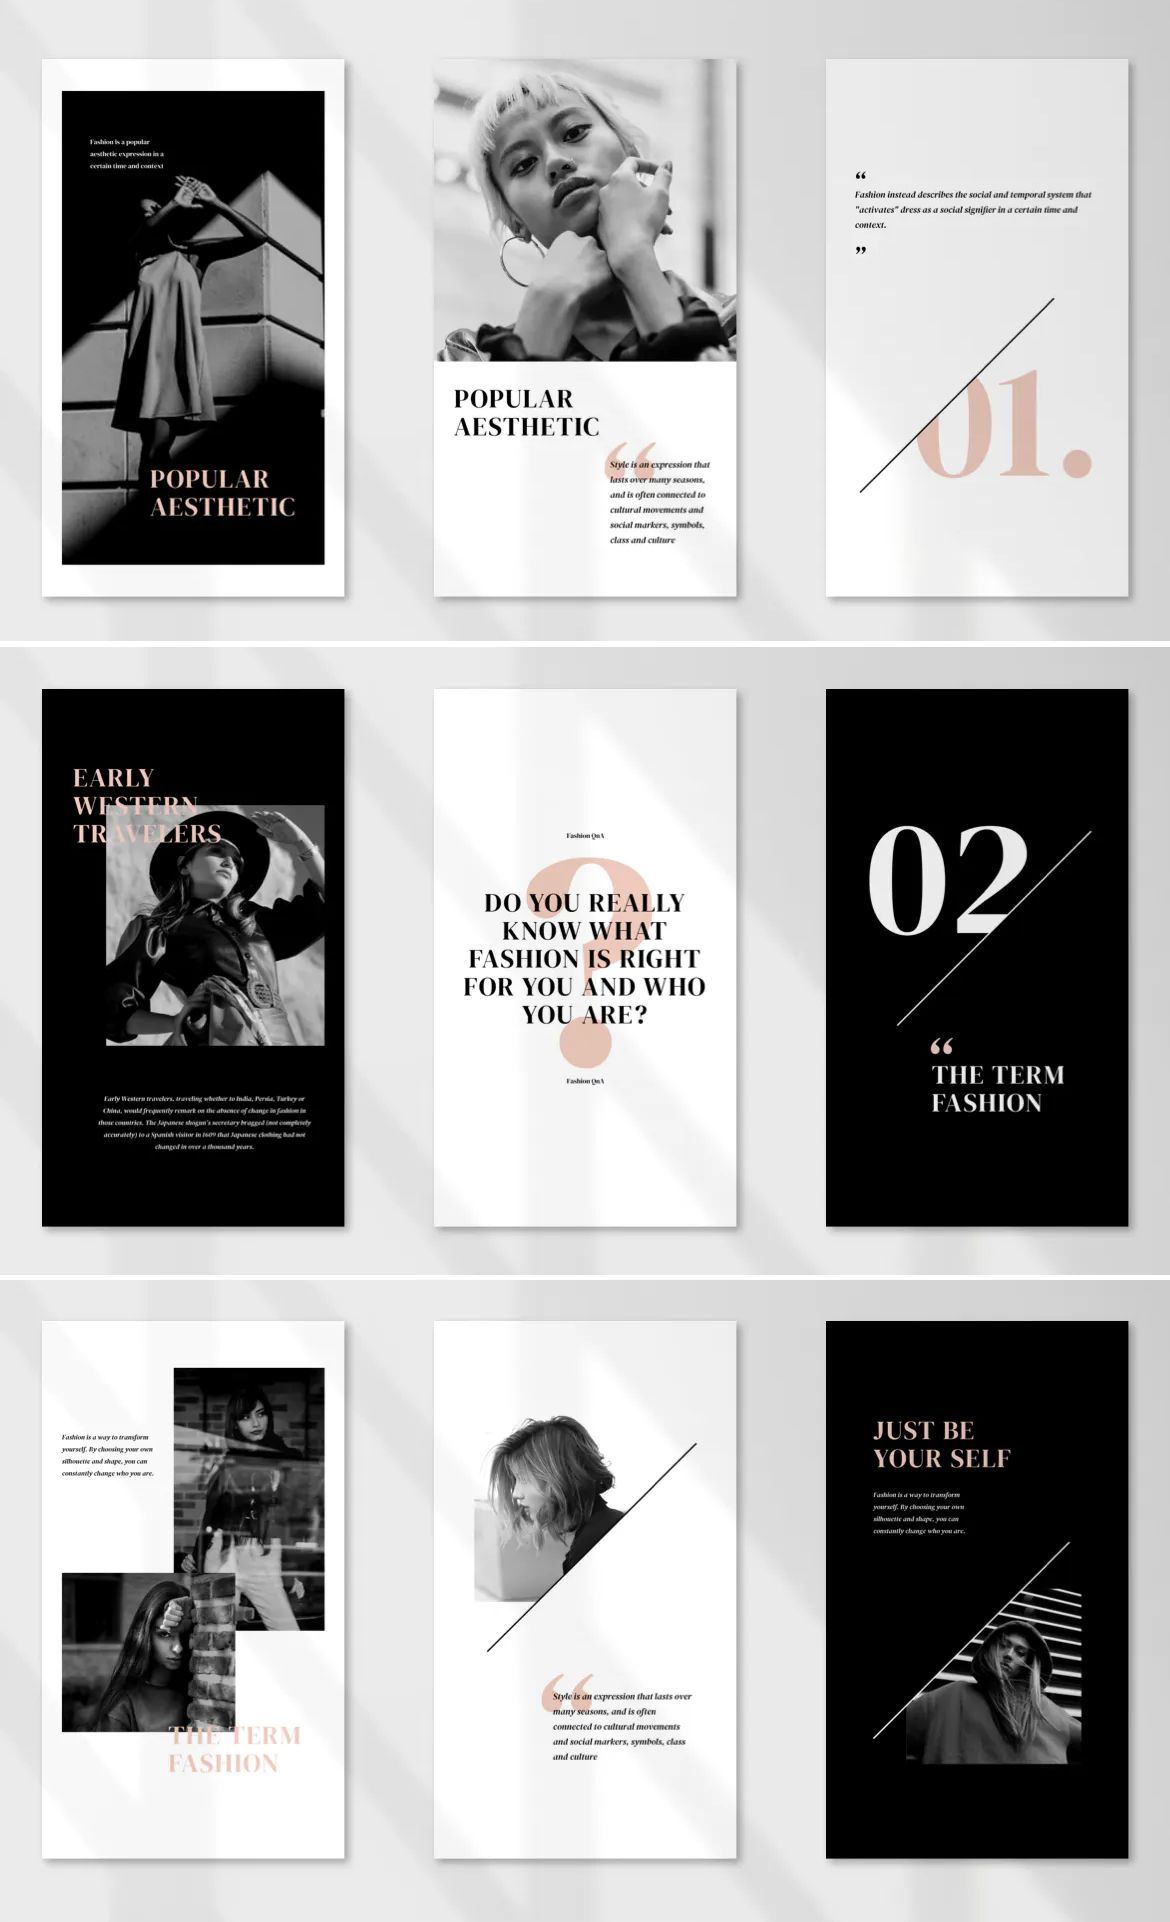 Fashion is a popular
aesthetic expression in a
certain time and context
POPULAR
AESTHETIC
POPULAR
AESTHETIC
“
Style is an expression that
lasts over many seasons,
and is often connected to
cultural movements and
social markers, symbols,
class and culture
“
Fashion instead describes the social and temporal system that
"activates" dress as a social signifier in a certain time and
context.
”
01.
EARLY
WESTERN
TRAVELERS
Early Western travelers, traveling whether to India, Persia, Turkey or
China, would frequently remark on the absence of change in fashion in
those countries. The Japanese shogun's secretary bragged (not completely
accurately) to a Spanish visitor in 1609 that Japanese clothing had not
changed in over a thousand years.
Fashion QnA
?
DO YOU REALLY
KNOW WHAT
FASHION IS RIGHT
FOR YOU AND WHO
YOU ARE?
Fashion QnA
02
“
THE TERM
FASHION
Fashion is a way to transform
yourself. By choosing your own
silhouette and shape, you can
constantly change who you are.
THE TERM
FASHION
“
Style is an expression that lasts over
many seasons, and is often
connected to cultural movements
and social markers, symbols, class
and culture
JUST BE
YOUR SELF
Fashion is a way to transform
yourself. By choosing your own
silhouette and shape, you can
constantly change who you are.